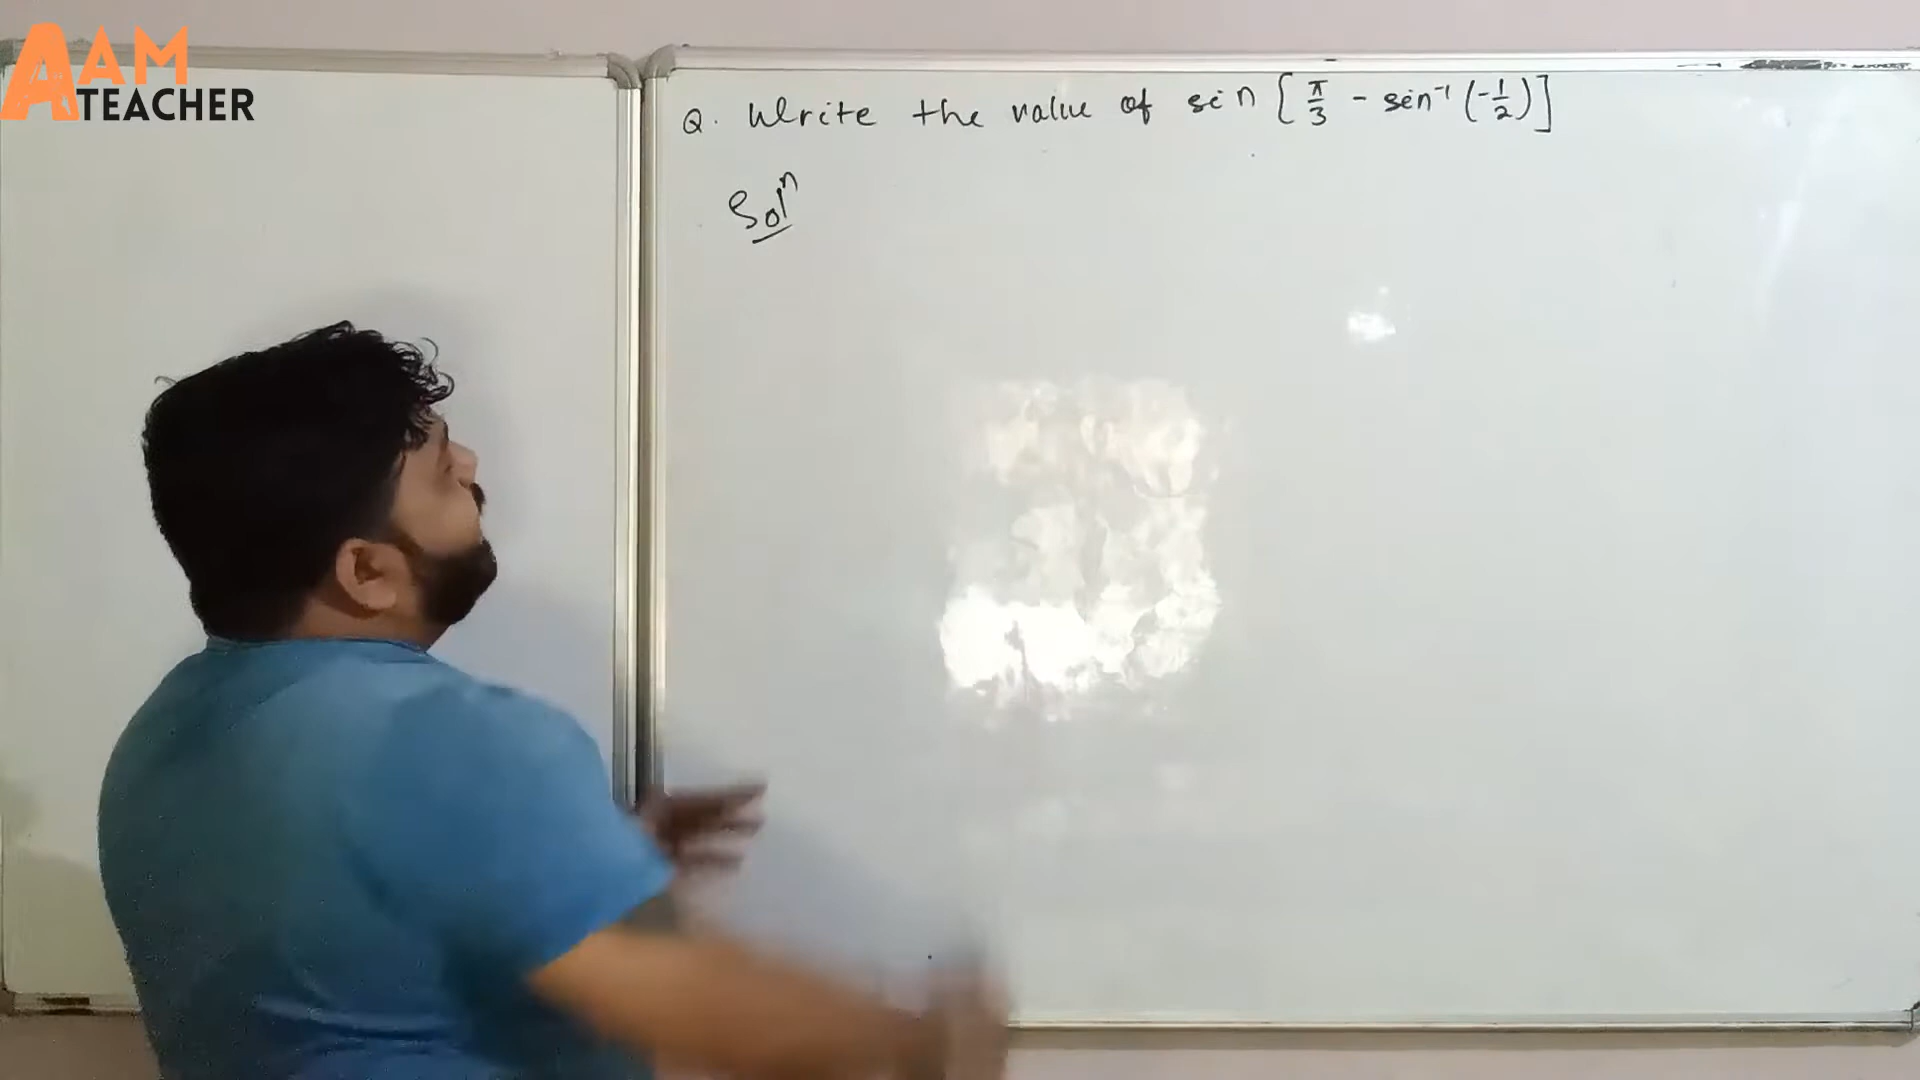 AAM
TEACHER
Q. Write the value of sin [π/3 - sin⁻¹(-1/2)]
Solⁿ